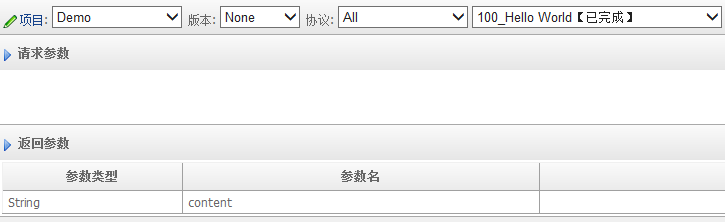 项目: Demo 版本: None 协议: All 100_Hello World【已完成】
请求参数
返回参数
参数类型 参数名
String content